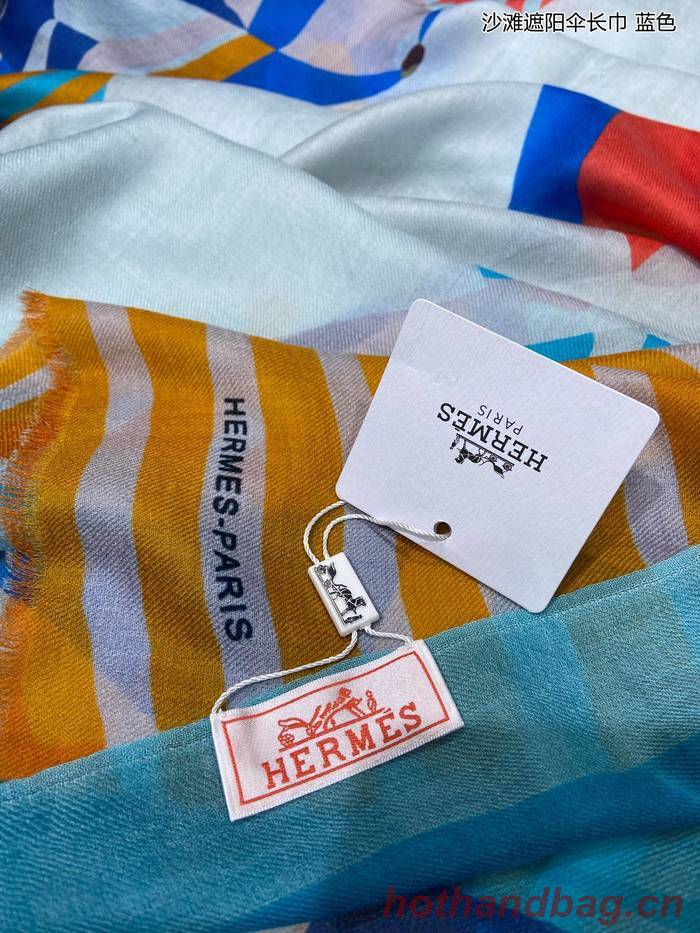 沙滩遮阳伞长巾 蓝色
HERMES
PARIS
HERMES-PARIS
HERMES
hothandbag.cn